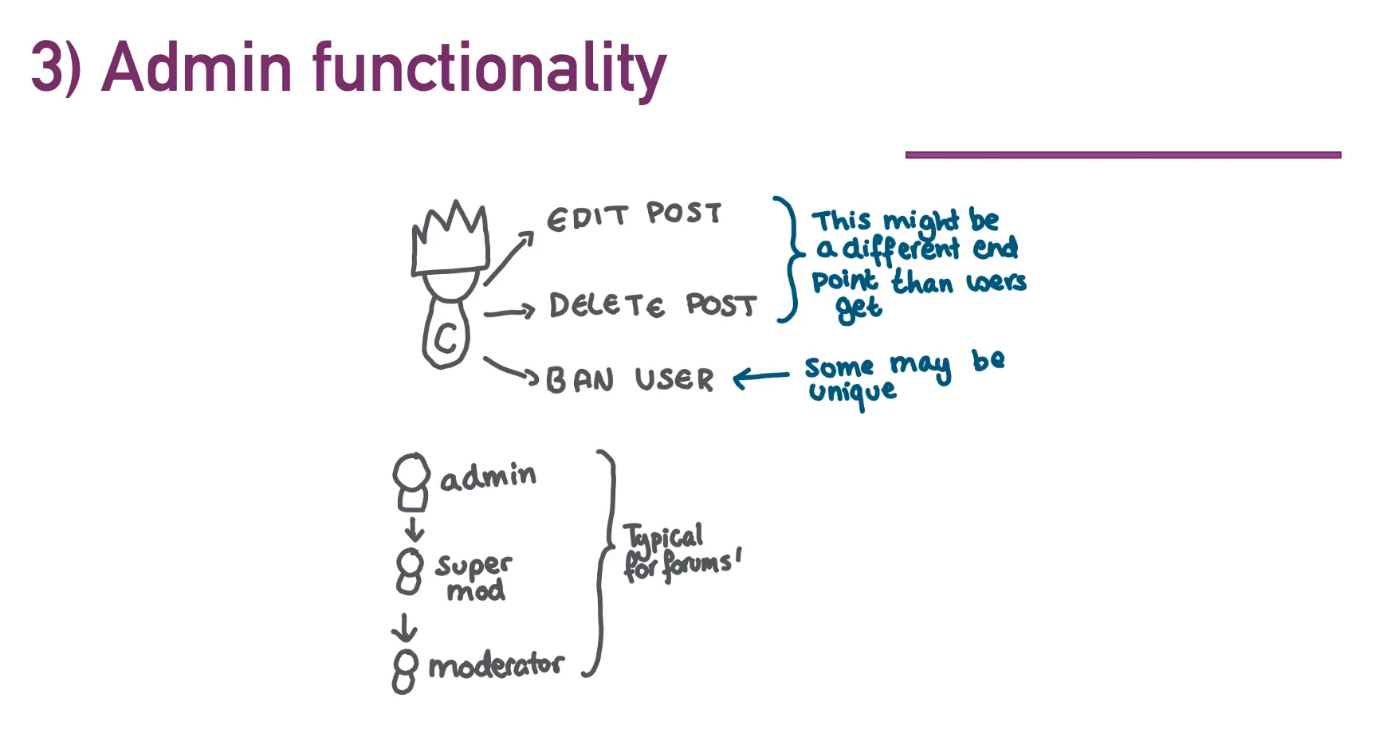 3) Admin functionality
EDIT POST
This might be
a different end
point than users
get
DELETE POST
C
BAN USER
some may be
unique
admin
super
mod
moderator
Typical
for forums!